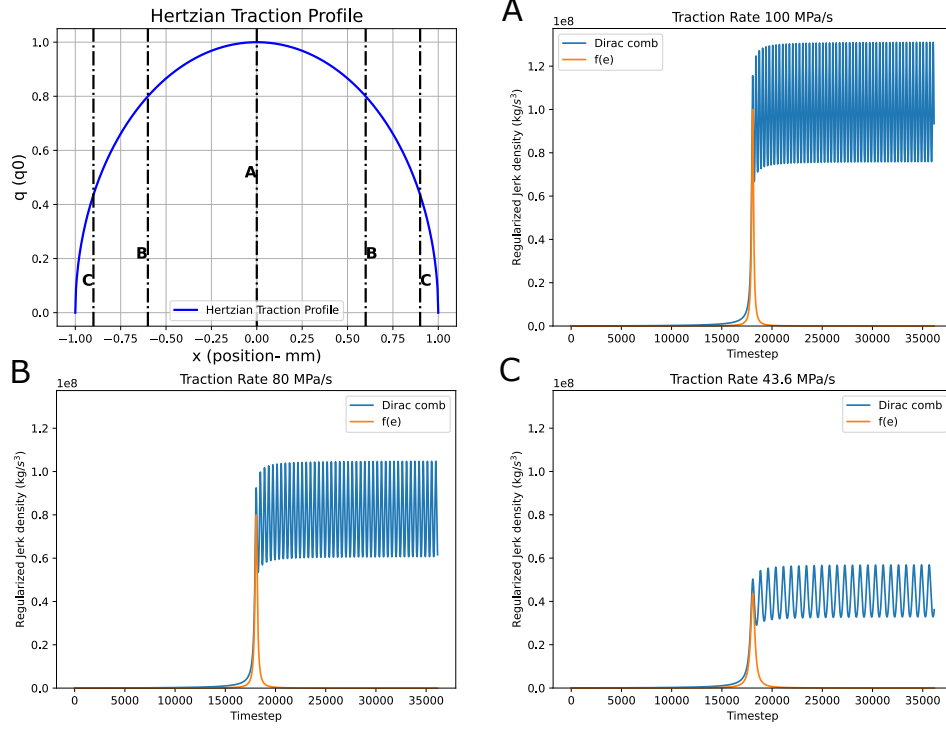 Hertzian Traction Profile
1.0
0.8
0.6
0.4
0.2
0.0
q (q0)
A
B
B
C
C
Hertzian Traction Profile
−1.00
−0.75
−0.50
−0.25
0.00
0.25
0.50
0.75
1.00
x (position- mm)
A
Traction Rate 100 MPa/s
1e8
Dirac comb
f(e)
1.2
1.0
0.8
0.6
0.4
0.2
0.0
Regularized Jerk density (kg/s³)
0
5000
10000
15000
20000
25000
30000
35000
Timestep
B
Traction Rate 80 MPa/s
1e8
Dirac comb
f(e)
1.2
1.0
0.8
0.6
0.4
0.2
0.0
Regularized Jerk density (kg/s³)
0
5000
10000
15000
20000
25000
30000
35000
Timestep
C
Traction Rate 43.6 MPa/s
1e8
Dirac comb
f(e)
1.2
1.0
0.8
0.6
0.4
0.2
0.0
Regularized Jerk density (kg/s³)
0
5000
10000
15000
20000
25000
30000
35000
Timestep